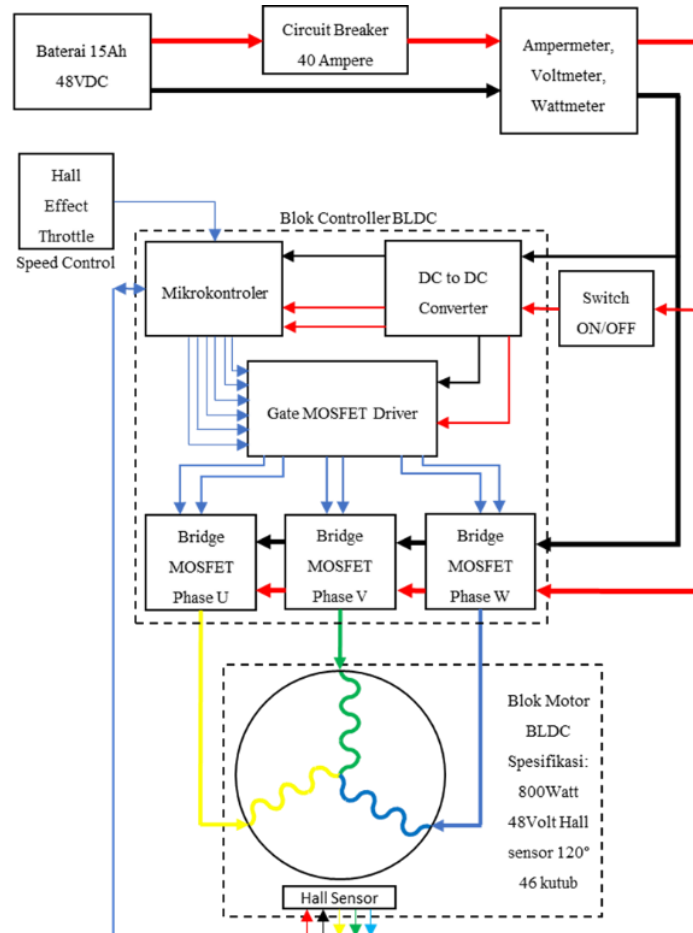 Baterai 15Ah
48VDC
Circuit Breaker
40 Ampere
Ampermeter,
Voltmeter,
Wattmeter
Hall
Effect
Throttle
Speed Control
Blok Controller BLDC
Mikrokontroler
DC to DC
Converter
Switch
ON/OFF
Gate MOSFET Driver
Bridge
MOSFET
Phase U
Bridge
MOSFET
Phase V
Bridge
MOSFET
Phase W
Blok Motor
BLDC
Spesifikasi:
800Watt
48Volt Hall
sensor 120°
46 kutub
Hall Sensor